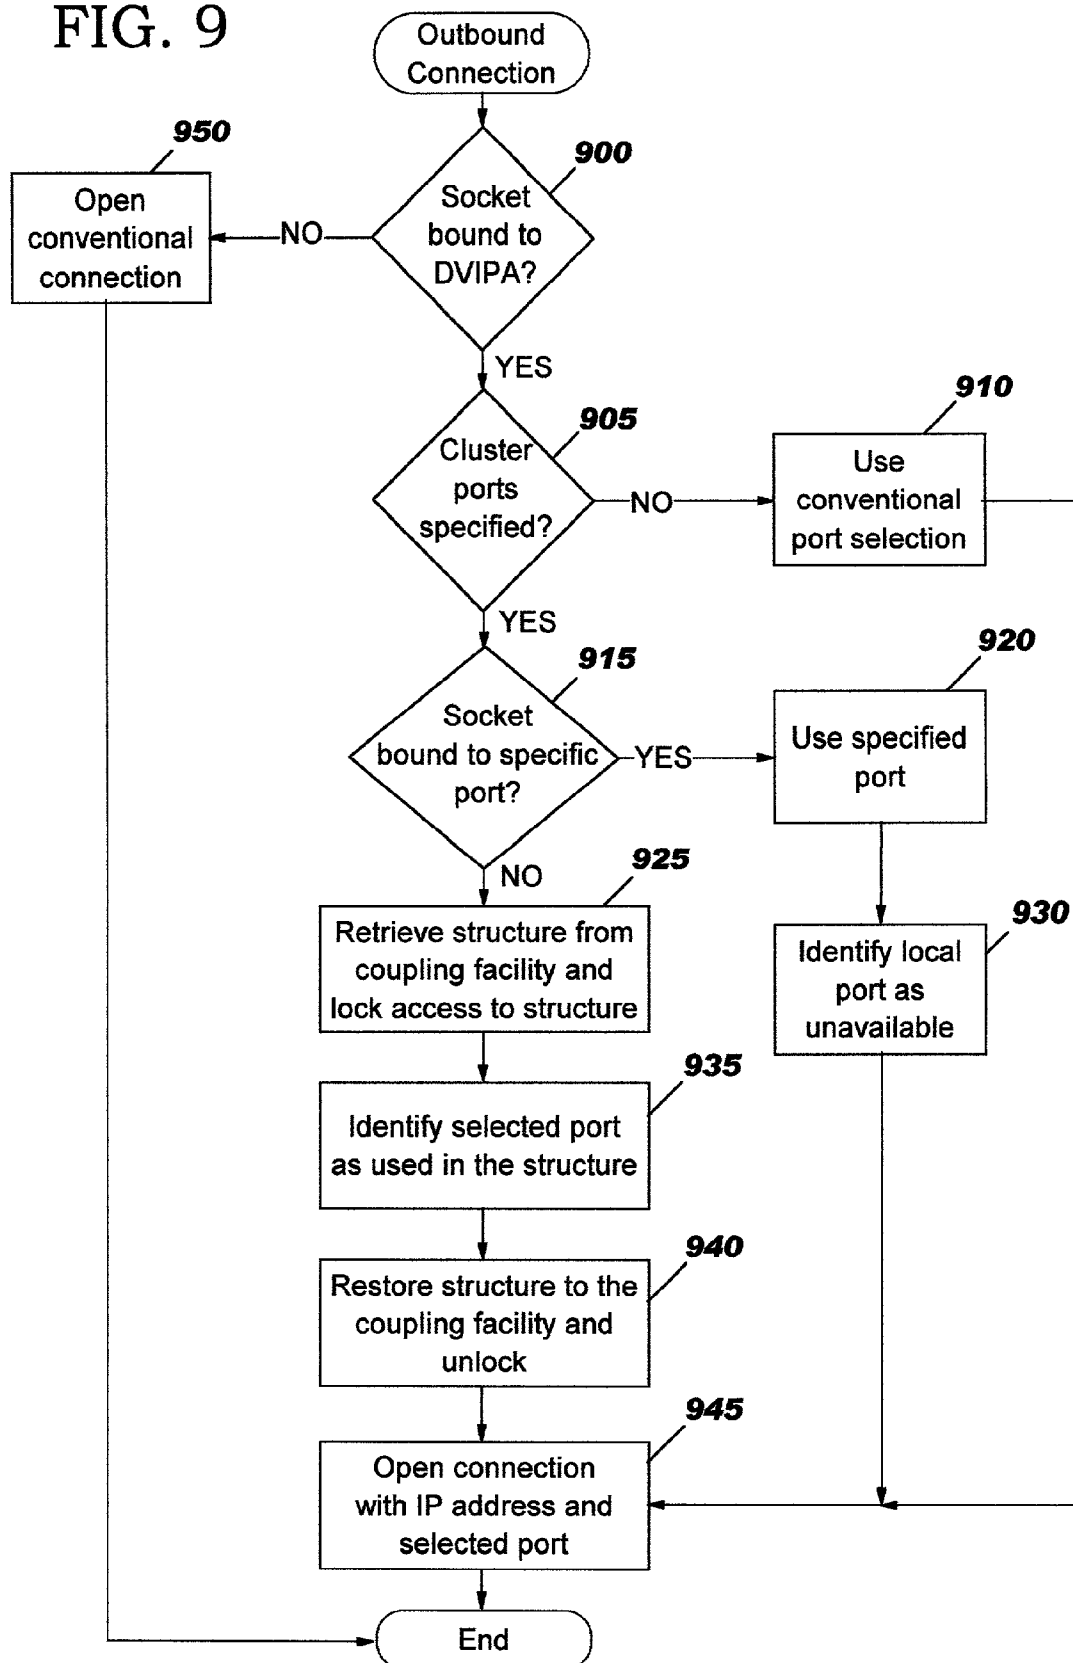 FIG. 9
Outbound
Connection
950
900
Open
conventional
connection
NO
Socket
bound to
DVIPA?
YES
910
905
Cluster
ports
specified?
NO
Use
conventional
port selection
YES
920
915
Socket
bound to specific
port?
YES
Use specified
port
NO
925
930
Retrieve structure from
coupling facility and
lock access to structure
Identify local
port as
unavailable
935
Identify selected port
as used in the structure
940
Restore structure to the
coupling facility and
unlock
945
Open connection
with IP address and
selected port
End